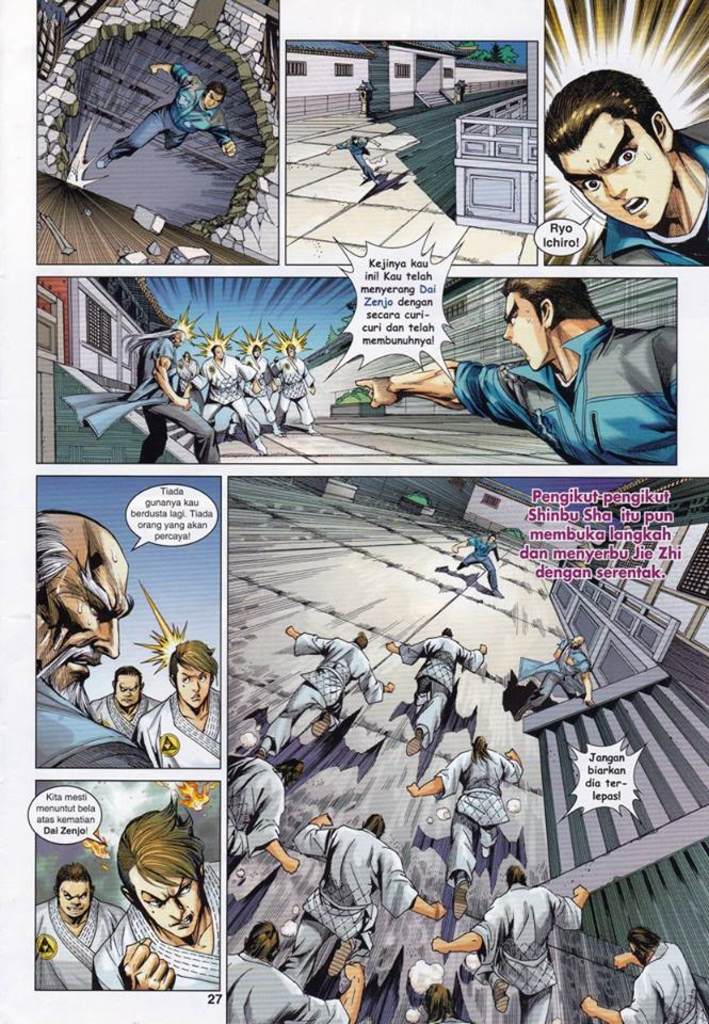 Ryo
Ichiro!
Kejinya kau
ini! Kau telah
menyerang Dai
Zenjo dengan
secara curi-
curi dan telah
membunuhnya!
Tiada
gunanya kau
berdusta lagi. Tiada
orang yang akan
percaya!
Kita mesti
menuntut bela
atas kematian
Dai Zenjo!
Pengikut-pengikut
Shinbu Sha itu pun
membuka langkah
dan menyerbu Jie Zhi
dengan serentak.
Jangan
biarkan
dia ter-
lepas!
27